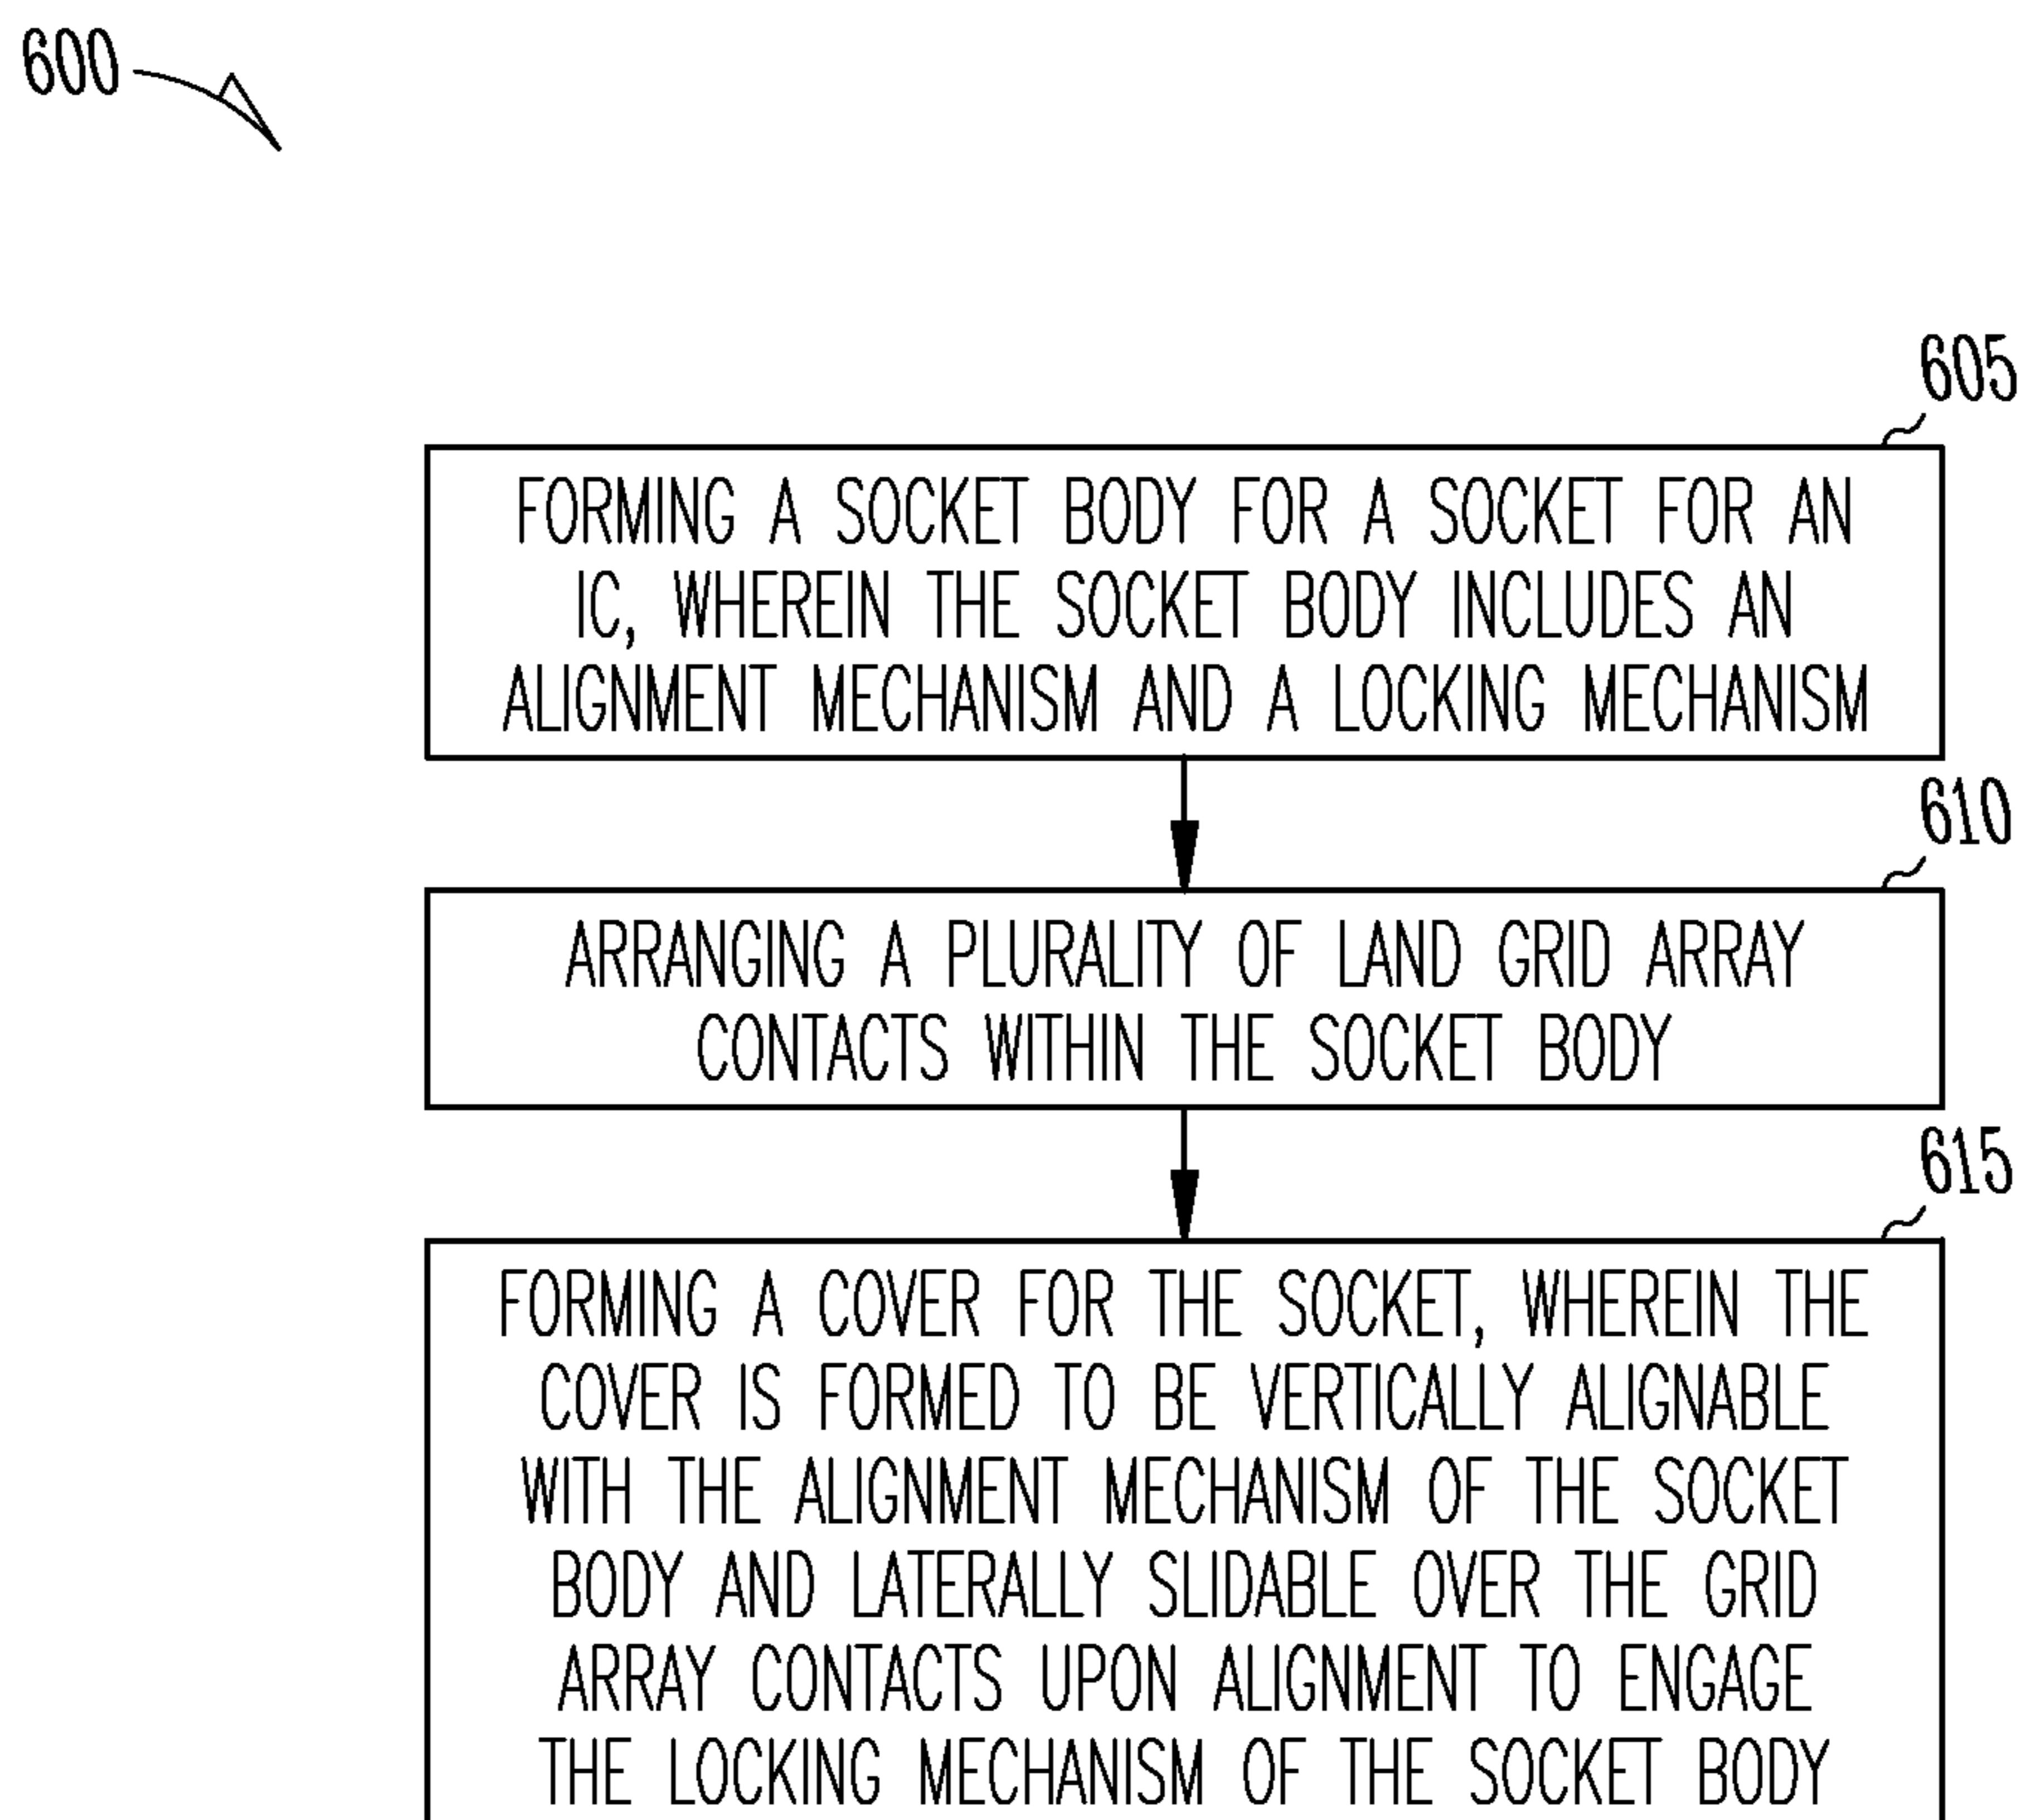 600
605
FORMING A SOCKET BODY FOR A SOCKET FOR AN
IC, WHEREIN THE SOCKET BODY INCLUDES AN
ALIGNMENT MECHANISM AND A LOCKING MECHANISM
610
ARRANGING A PLURALITY OF LAND GRID ARRAY
CONTACTS WITHIN THE SOCKET BODY
615
FORMING A COVER FOR THE SOCKET, WHEREIN THE
COVER IS FORMED TO BE VERTICALLY ALIGNABLE
WITH THE ALIGNMENT MECHANISM OF THE SOCKET
BODY AND LATERALLY SLIDABLE OVER THE GRID
ARRAY CONTACTS UPON ALIGNMENT TO ENGAGE
THE LOCKING MECHANISM OF THE SOCKET BODY